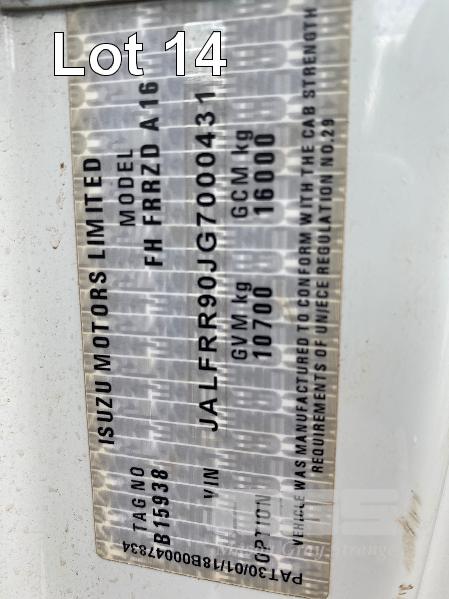 Lot 14
ISUZU MOTORS LIMITED
TAG NO MODEL
B15938 FH FRRZD A16
VIN JALFRR90JG7000431
GVM kg GCM kg
OPTION 10700 16000
VEHICLE WAS MANUFACTURED TO CONFORM WITH THE CAB STRENGTH
REQUIREMENTS OF UN/ECE REGULATION NO.29
PAT30/01/18B00047834